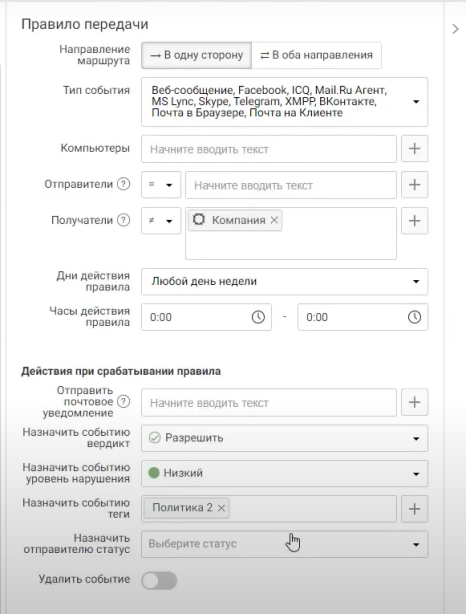 Правило передачи
Направление
маршрута
→ В одну сторону
⇄ В оба направления
Тип события
Веб-сообщение, Facebook, ICQ, Mail.Ru Агент,
MS Lync, Skype, Telegram, XMPP, ВКонтакте,
Почта в Браузере, Почта на Клиенте
Компьютеры
Начните вводить текст
+
Отправители ?
=
Начните вводить текст
+
Получатели ?
≠
Компания ×
+
Дни действия
правила
Любой день недели
Часы действия
правила
0:00
-
0:00
Действия при срабатывании правила
Отправить
почтовое ?
уведомление
Начните вводить текст
+
Назначить событию
вердикт
Разрешить
Назначить событию
уровень нарушения
Низкий
Назначить событию
теги
Политика 2 ×
+
Назначить
отправителю статус
Выберите статус
Удалить событие